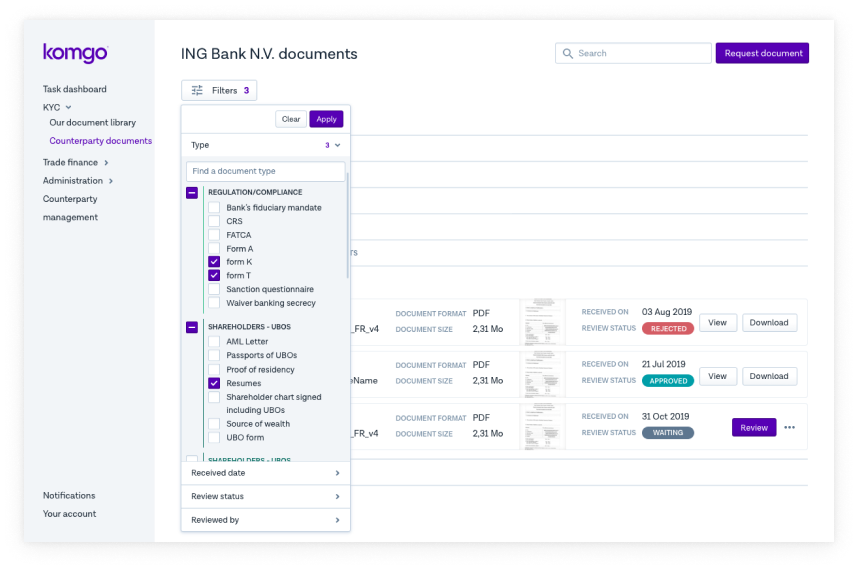 komgo
Task dashboard
KYC
Our document library
Counterparty documents
Trade finance
Administration
Counterparty
management
Notifications
Your account
ING Bank N.V. documents
Search
Request document
Filters 3
Clear
Apply
Type 3
Find a document type
REGULATION/COMPLIANCE
Bank's fiduciary mandate
CRS
FATCA
Form A
form K
form T
Sanction questionnaire
Waiver banking secrecy
SHAREHOLDERS - UBOS
AML Letter
Passports of UBOs
Proof of residency
Resumes
Shareholder chart signed
including UBOs
Source of wealth
UBO form
SHAREHOLDERS - UBOS
Received date
Review status
Reviewed by
rs
DOCUMENT FORMAT PDF
RECEIVED ON 03 Aug 2019
_FR_v4 DOCUMENT SIZE 2,31 Mo
REVIEW STATUS REJECTED
View
Download
DOCUMENT FORMAT PDF
RECEIVED ON 21 Jul 2019
eName DOCUMENT SIZE 2,31 Mo
REVIEW STATUS APPROVED
View
Download
DOCUMENT FORMAT PDF
RECEIVED ON 31 Oct 2019
_FR_v4 DOCUMENT SIZE 2,31 Mo
REVIEW STATUS WAITING
Review